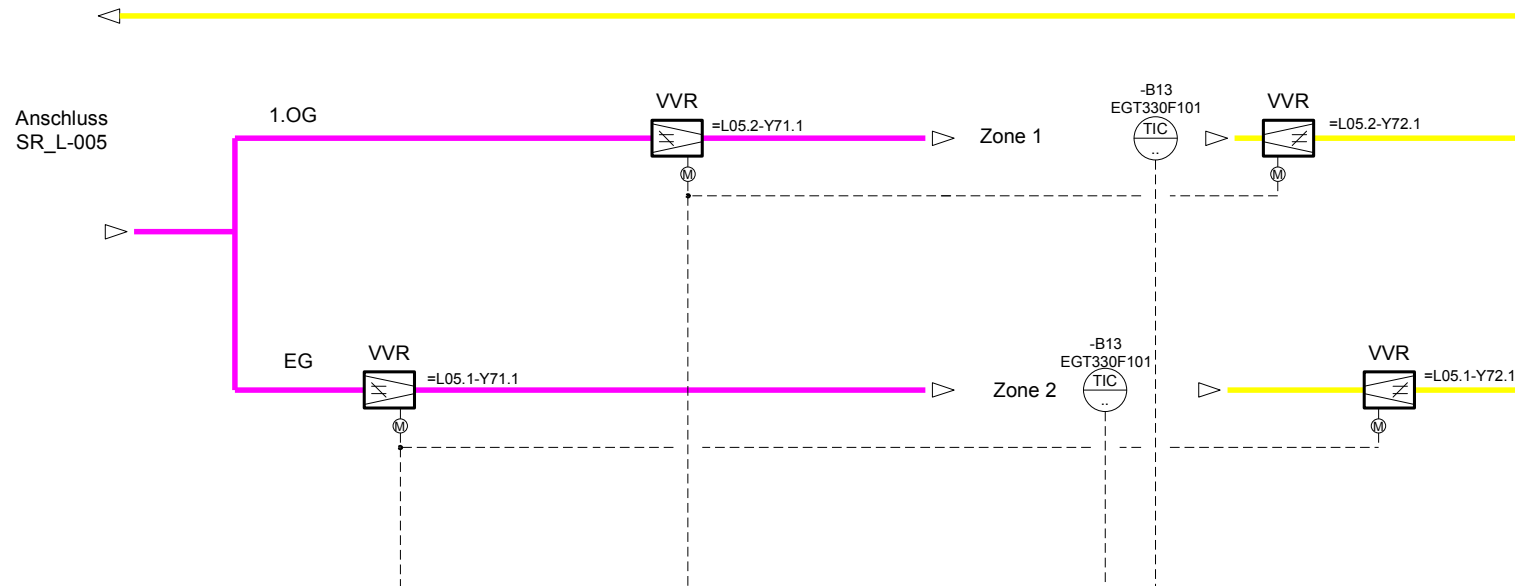 Anschluss
SR_L-005
1.OG
VVR
=L05.2-Y71.1
M
Zone 1
-B13
EGT330F101
TIC
..
VVR
=L05.2-Y72.1
M
EG
VVR
=L05.1-Y71.1
M
Zone 2
-B13
EGT330F101
TIC
..
VVR
=L05.1-Y72.1
M